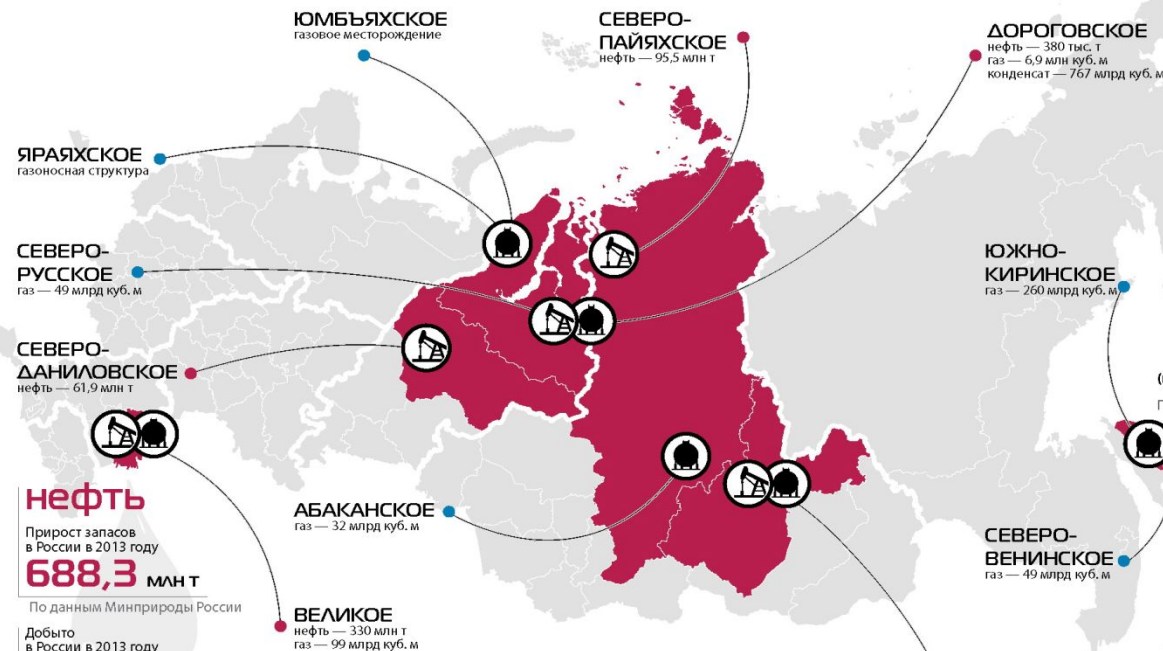 ЮМБЪЯХСКОЕ
газовое месторождение
СЕВЕРО-
ПАЙЯХСКОЕ
нефть — 95,5 млн т
ДОРОГОВСКОЕ
нефть — 380 тыс. т
газ — 6,9 млн куб. м
конденсат — 767 млрд куб. м
ЯРАЯХСКОЕ
газоносная структура
СЕВЕРО-
РУССКОЕ
газ — 49 млрд куб. м
ЮЖНО-
КИРИНСКОЕ
газ — 260 млрд куб. м
СЕВЕРО-
ДАНИЛОВСКОЕ
нефть — 61,9 млн т
нефть
Прирост запасов
в России в 2013 году
688,3 млн т
По данным Минприроды России
Добыто
в России в 2013 году
АБАКАНСКОЕ
газ — 32 млрд куб. м
СЕВЕРО-
ВЕНИНСКОЕ
газ — 49 млрд куб. м
ВЕЛИКОЕ
нефть — 330 млн т
газ — 99 млрд куб. м